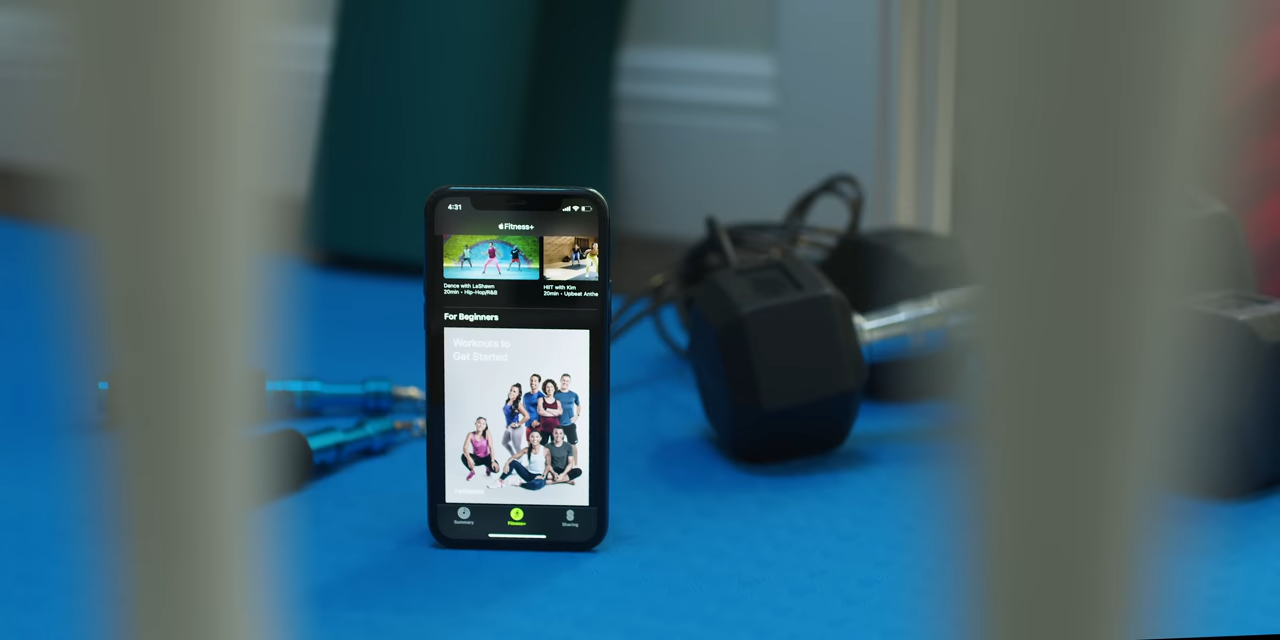 4:31
Fitness+
Dance with LaShawn
20min • Hip-Hop/R&B
HIIT with Kim
20min • Upbeat Anthe
For Beginners
Workouts to
Get Started
Summary
Fitness+
Sharing